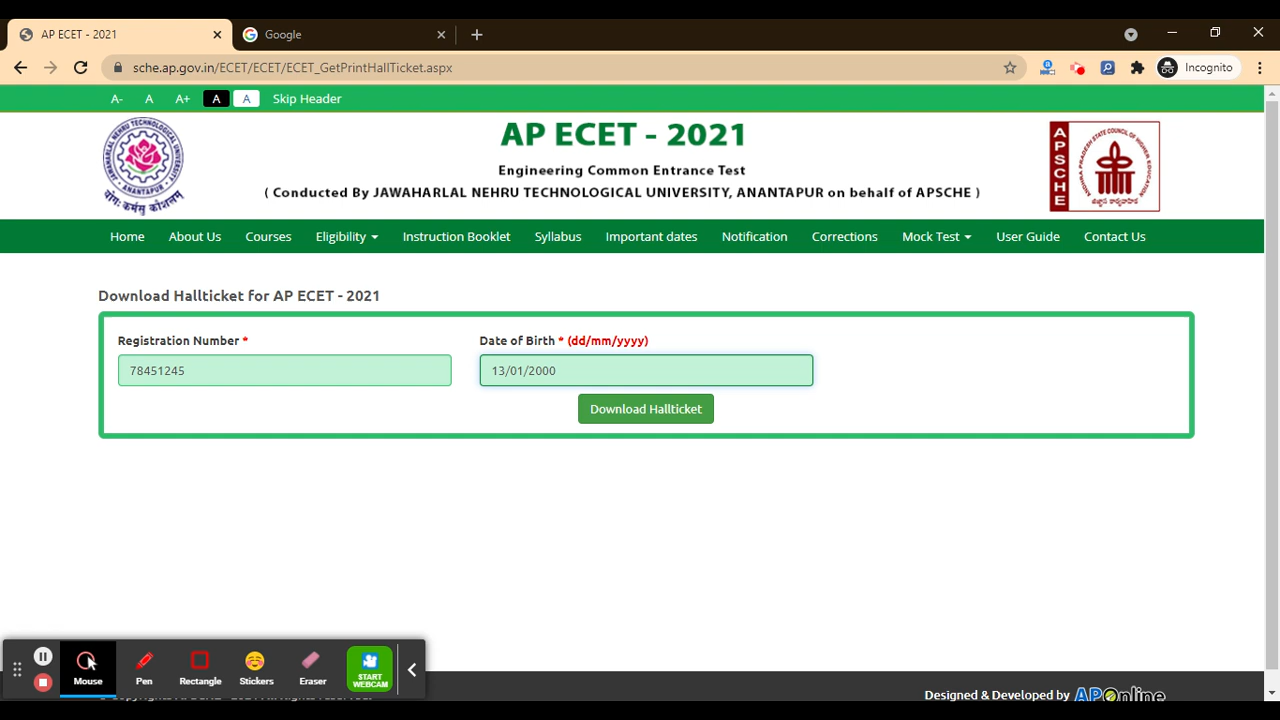 AP ECET - 2021
Google
sche.ap.gov.in/ECET/ECET/ECET_GetPrintHallTicket.aspx
Incognito
A- A A+ A A Skip Header
AP ECET - 2021
Engineering Common Entrance Test
( Conducted By JAWAHARLAL NEHRU TECHNOLOGICAL UNIVERSITY, ANANTAPUR on behalf of APSCHE )
APSCHE
Home About Us Courses Eligibility Instruction Booklet Syllabus Important dates Notification Corrections Mock Test User Guide Contact Us
Download Hallticket for AP ECET - 2021
Registration Number * Date of Birth * (dd/mm/yyyy)
78451245 13/01/2000
Download Hallticket
Mouse Pen Rectangle Stickers Eraser START WEBCAM
Designed & Developed by APOnline